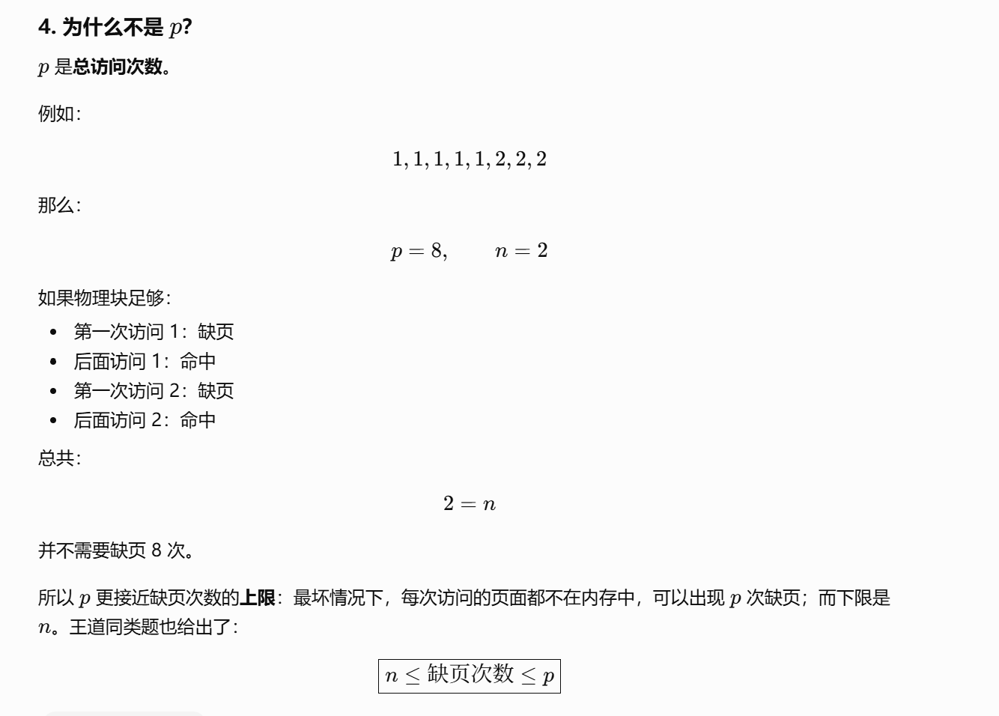 4. 为什么不是 p?
p 是总访问次数。
例如：
1, 1, 1, 1, 1, 2, 2, 2
那么：
p = 8, n = 2
如果物理块足够：
• 第一次访问 1：缺页
• 后面访问 1：命中
• 第一次访问 2：缺页
• 后面访问 2：命中
总共：
2 = n
并不需要缺页 8 次。
所以 p 更接近缺页次数的上限：最坏情况下，每次访问的页面都不在内存中，可以出现 p 次缺页；而下限是
n。王道同类题也给出了：
n ≤ 缺页次数 ≤ p